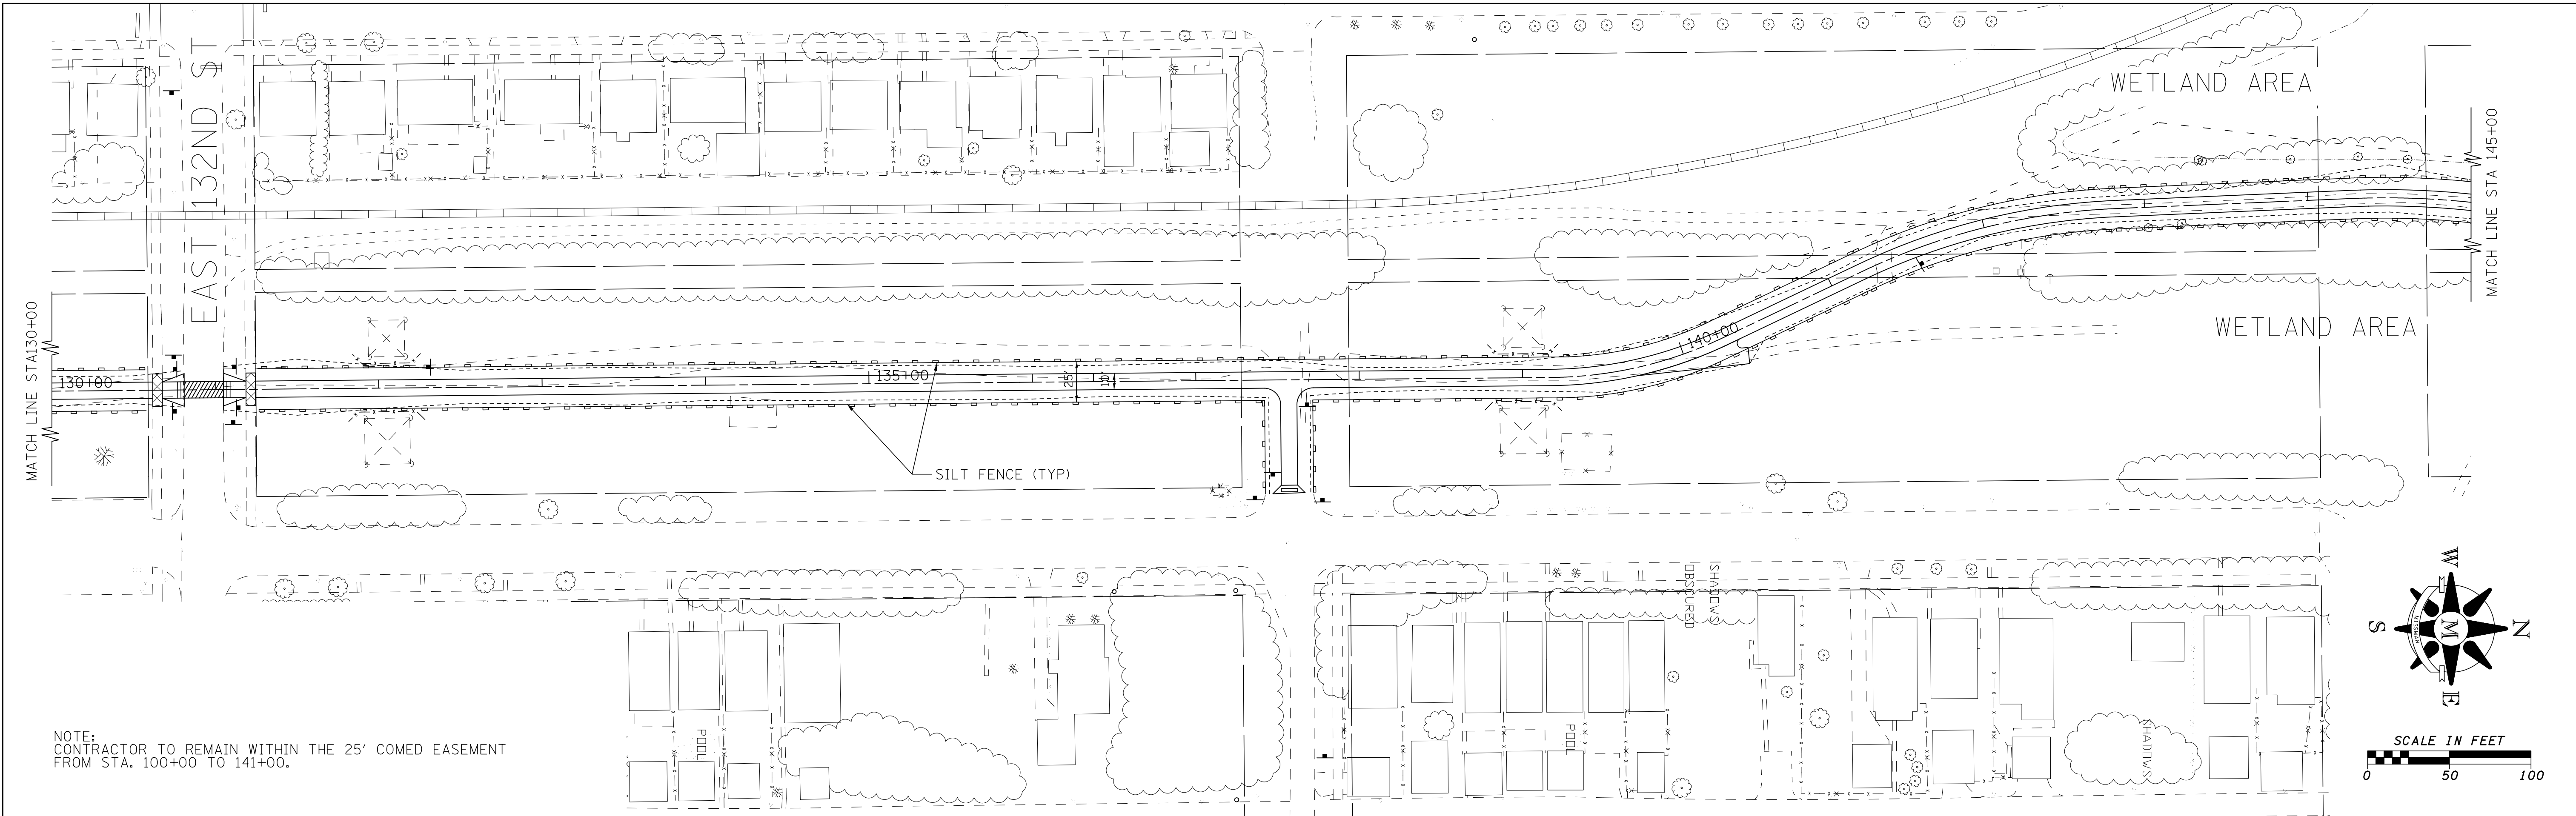 WETLAND AREA
EAST 132ND ST
MATCH LINE STA 145+00
MATCH LINE STA130+00
WETLAND AREA
140+00
130+00
135+00
25'
10'
SILT FENCE (TYP)
SHADOWS
OBSCURED
W
S
M
N
MISSMAN
E
POOL
POOL
SHADOWS
NOTE:
CONTRACTOR TO REMAIN WITHIN THE 25' COMED EASEMENT
FROM STA. 100+00 TO 141+00.
SCALE IN FEET
0 50 100